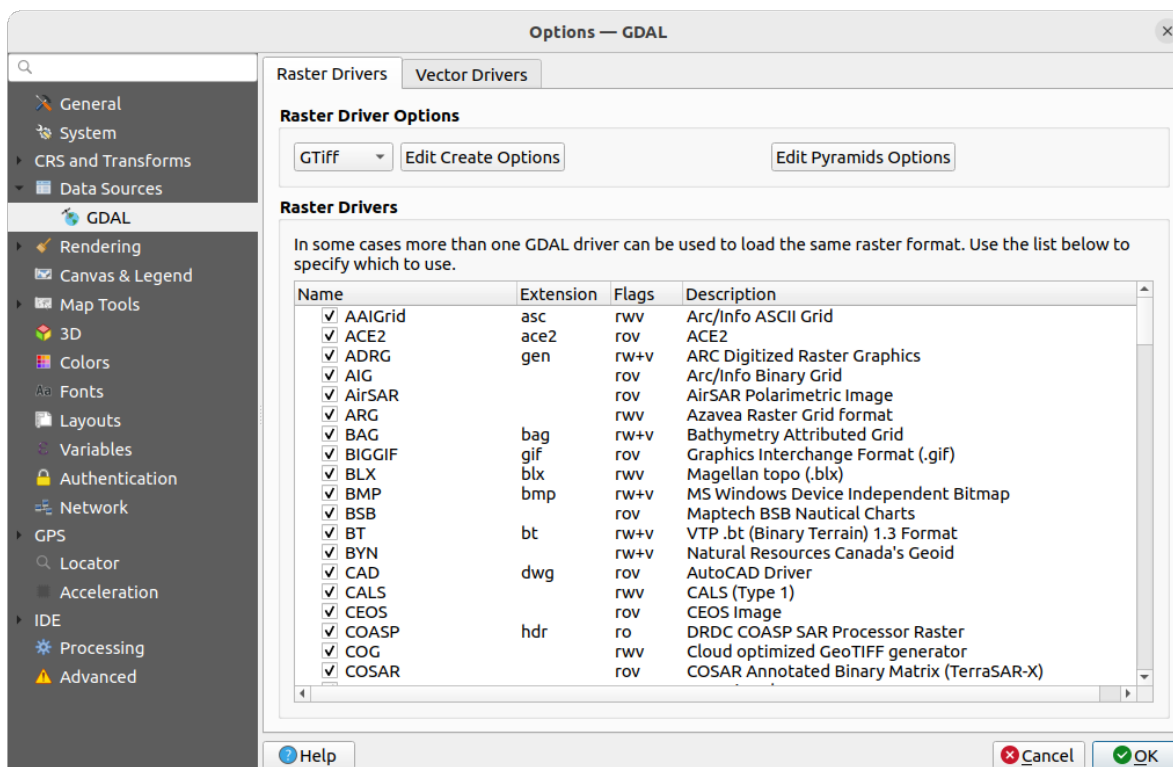 Options — GDAL
General
System
CRS and Transforms
Data Sources
GDAL
Rendering
Canvas & Legend
Map Tools
3D
Colors
Aa Fonts
Layouts
Variables
Authentication
Network
GPS
Locator
Acceleration
IDE
Processing
Advanced
Raster Drivers Vector Drivers
Raster Driver Options
GTiff Edit Create Options Edit Pyramids Options
Raster Drivers
In some cases more than one GDAL driver can be used to load the same raster format. Use the list below to
specify which to use.
Name Extension Flags Description
AAIGrid asc rwv Arc/Info ASCII Grid
ACE2 ace2 rov ACE2
ADRG gen rw+v ARC Digitized Raster Graphics
AIG rov Arc/Info Binary Grid
AirSAR rov AirSAR Polarimetric Image
ARG rwv Azavea Raster Grid format
BAG bag rw+v Bathymetry Attributed Grid
BIGGIF gif rov Graphics Interchange Format (.gif)
BLX blx rwv Magellan topo (.blx)
BMP bmp rw+v MS Windows Device Independent Bitmap
BSB rov Maptech BSB Nautical Charts
BT bt rw+v VTP .bt (Binary Terrain) 1.3 Format
BYN rw+v Natural Resources Canada's Geoid
CAD dwg rov AutoCAD Driver
CALS rwv CALS (Type 1)
CEOS rov CEOS Image
COASP hdr ro DRDC COASP SAR Processor Raster
COG rwv Cloud optimized GeoTIFF generator
COSAR rov COSAR Annotated Binary Matrix (TerraSAR-X)
Help Cancel OK